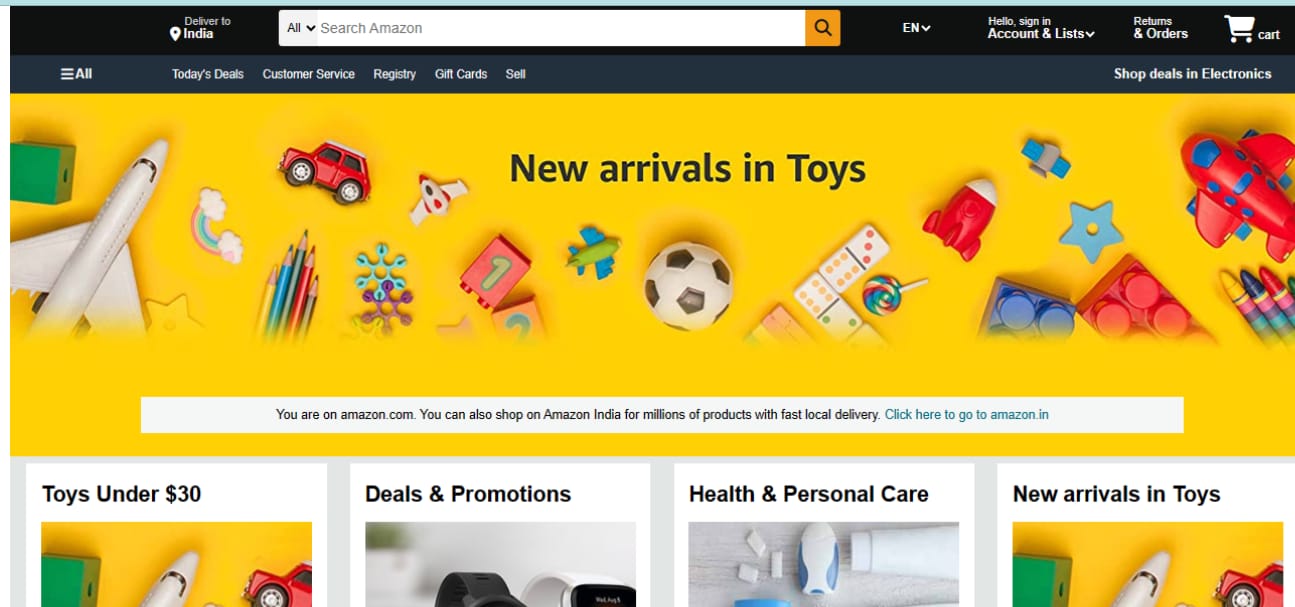 Deliver to
India
All
Search Amazon
EN
Hello, sign in
Account & Lists
Returns
& Orders
cart
All
Today's Deals
Customer Service
Registry
Gift Cards
Sell
Shop deals in Electronics
New arrivals in Toys
1
2
You are on amazon.com. You can also shop on Amazon India for millions of products with fast local delivery. Click here to go to amazon.in
Toys Under $30
Deals & Promotions
Health & Personal Care
New arrivals in Toys